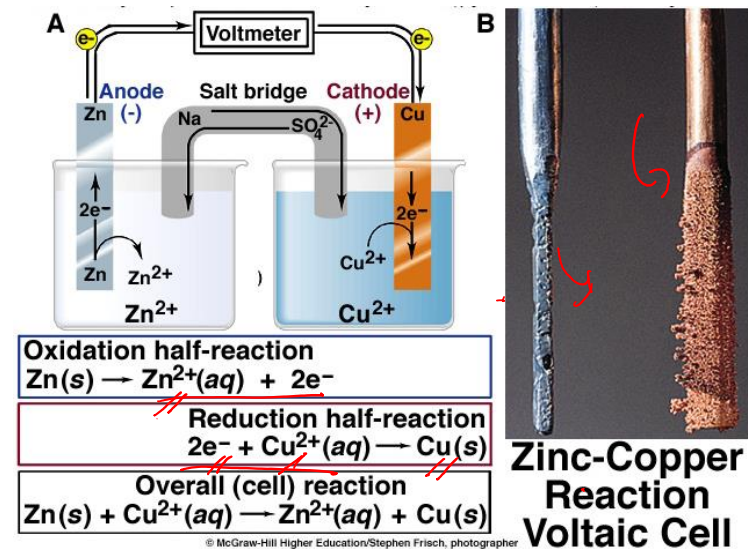 A
B
e-
Voltmeter
e-
Anode
(-)
Salt bridge
Cathode
(+)
Zn
Na
SO₄²⁻
Cu
2e⁻
2e⁻
Zn
Zn²⁺
Cu²⁺
)
Zn²⁺
Cu²⁺
Oxidation half-reaction
Zn(s) → Zn²⁺(aq) + 2e⁻
Reduction half-reaction
2e⁻ + Cu²⁺(aq) → Cu(s)
Overall (cell) reaction
Zn(s) + Cu²⁺(aq) → Zn²⁺(aq) + Cu(s)
Zinc-Copper
Reaction
Voltaic Cell
© McGraw-Hill Higher Education/Stephen Frisch, photographer